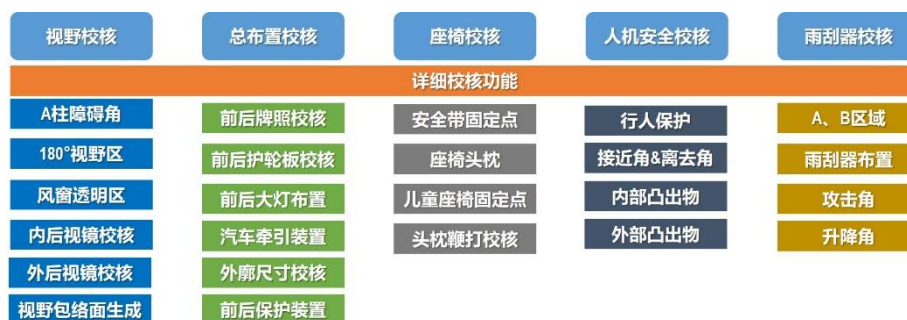 视野校核
总布置校核
座椅校核
人机安全校核
雨刮器校核
详细校核功能
A柱障碍角
180°视野区
风窗透明区
内后视镜校核
外后视镜校核
视野包络面生成
前后牌照校核
前后护轮板校核
前后大灯布置
汽车牵引装置
外廓尺寸校核
前后保护装置
安全带固定点
座椅头枕
儿童座椅固定点
头枕鞭打校核
行人保护
接近角&离去角
内部凸出物
外部凸出物
A、B区域
雨刮器布置
攻击角
升降角